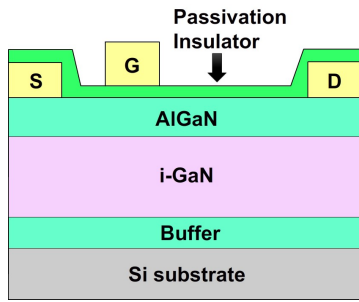 Passivation
Insulator
S
G
D
AlGaN
i-GaN
Buffer
Si substrate